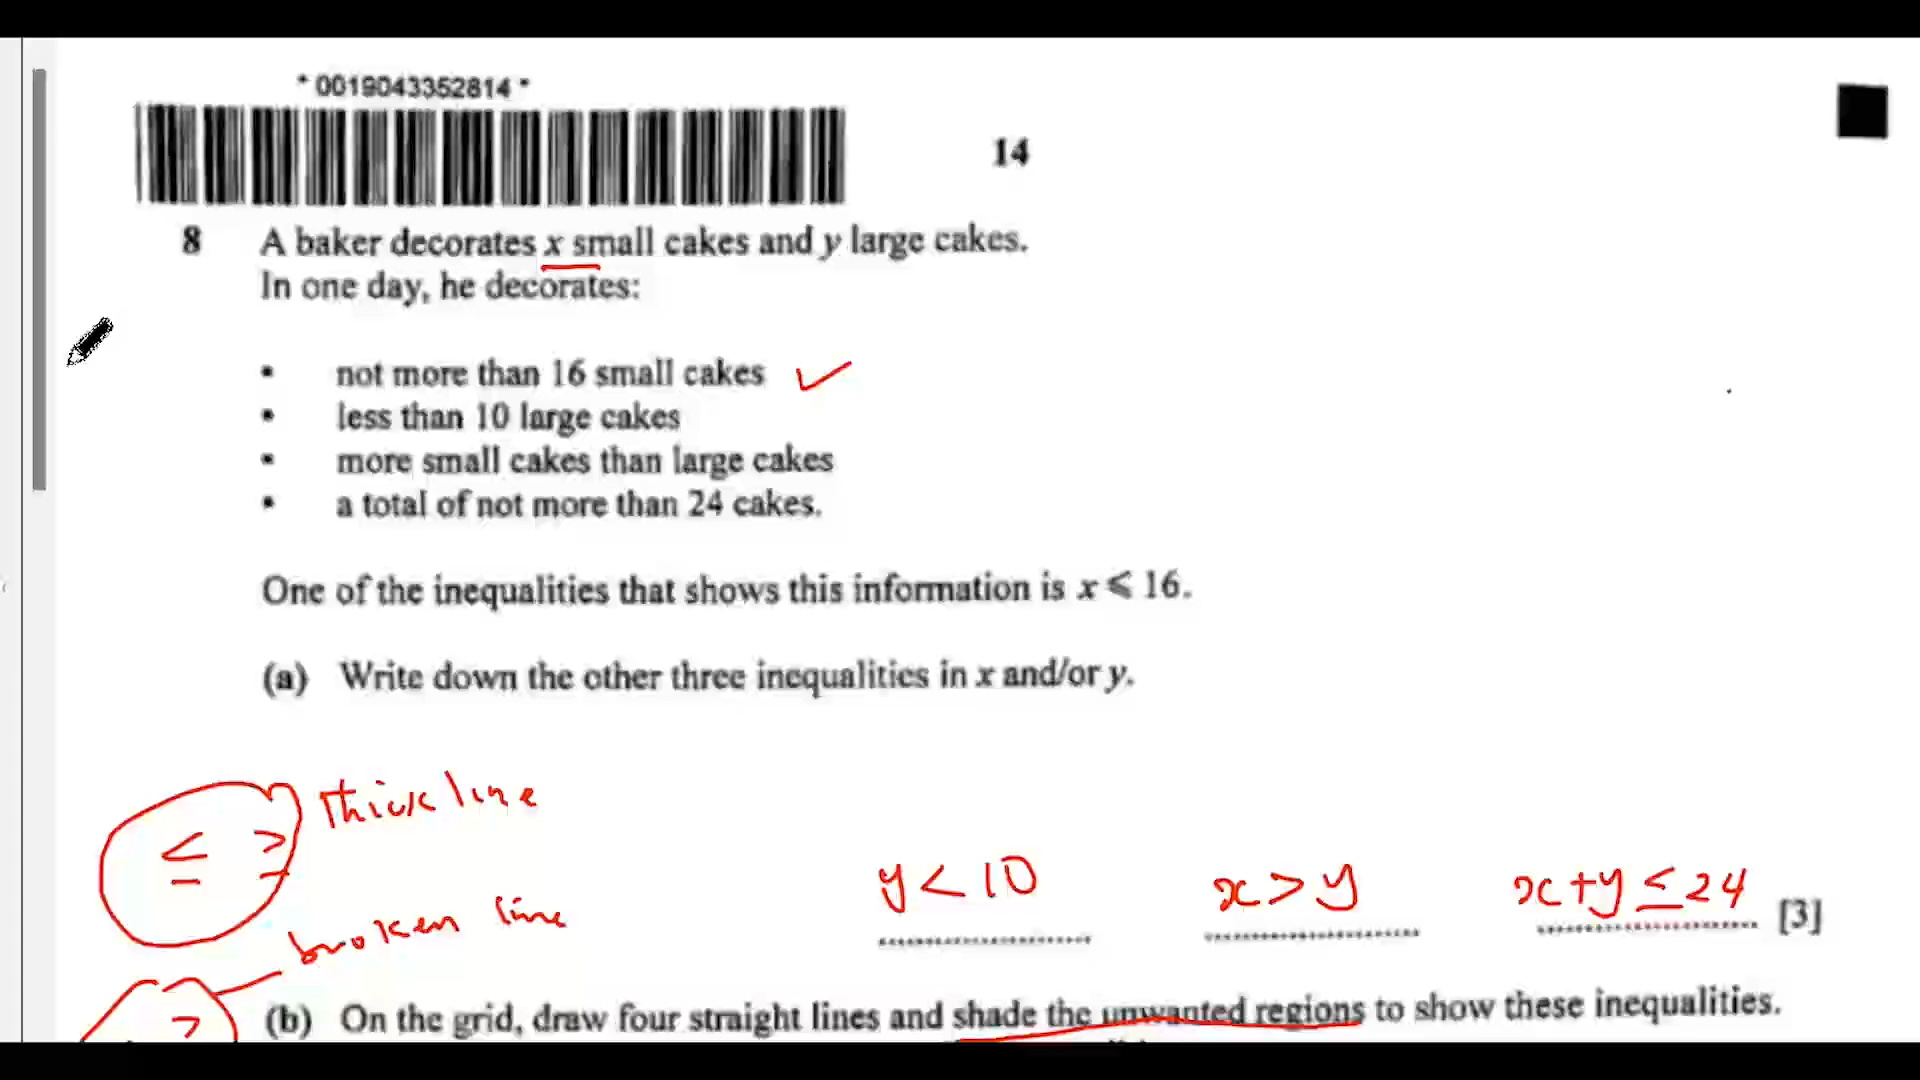 * 0019043352814 *
14
8 A baker decorates x small cakes and y large cakes.
In one day, he decorates:
• not more than 16 small cakes
• less than 10 large cakes
• more small cakes than large cakes
• a total of not more than 24 cakes.
One of the inequalities that shows this information is x ⩽ 16.
(a) Write down the other three inequalities in x and/or y.
thick line
≤ ≥
y < 10 x > y x + y ≤ 24 [3]
broken line
>
(b) On the grid, draw four straight lines and shade the unwanted regions to show these inequalities.